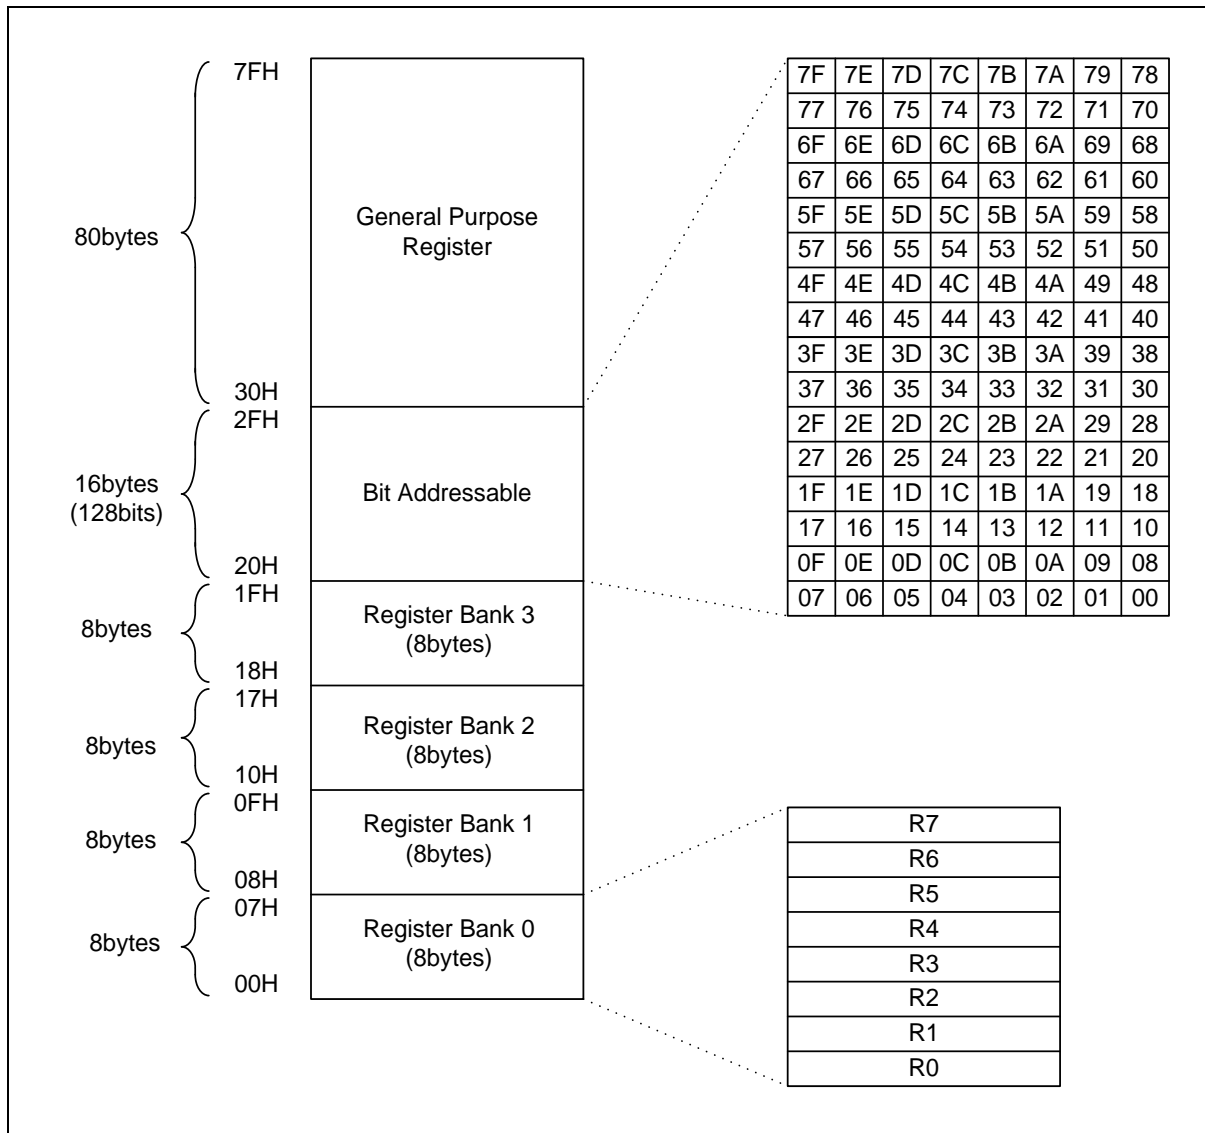 7FH
80bytes
General Purpose
Register
30H
2FH
16bytes
(128bits)
Bit Addressable
20H
1FH
8bytes
Register Bank 3
(8bytes)
18H
17H
8bytes
Register Bank 2
(8bytes)
10H
0FH
8bytes
Register Bank 1
(8bytes)
08H
07H
8bytes
Register Bank 0
(8bytes)
00H
7F 7E 7D 7C 7B 7A 79 78
77 76 75 74 73 72 71 70
6F 6E 6D 6C 6B 6A 69 68
67 66 65 64 63 62 61 60
5F 5E 5D 5C 5B 5A 59 58
57 56 55 54 53 52 51 50
4F 4E 4D 4C 4B 4A 49 48
47 46 45 44 43 42 41 40
3F 3E 3D 3C 3B 3A 39 38
37 36 35 34 33 32 31 30
2F 2E 2D 2C 2B 2A 29 28
27 26 25 24 23 22 21 20
1F 1E 1D 1C 1B 1A 19 18
17 16 15 14 13 12 11 10
0F 0E 0D 0C 0B 0A 09 08
07 06 05 04 03 02 01 00
R7
R6
R5
R4
R3
R2
R1
R0